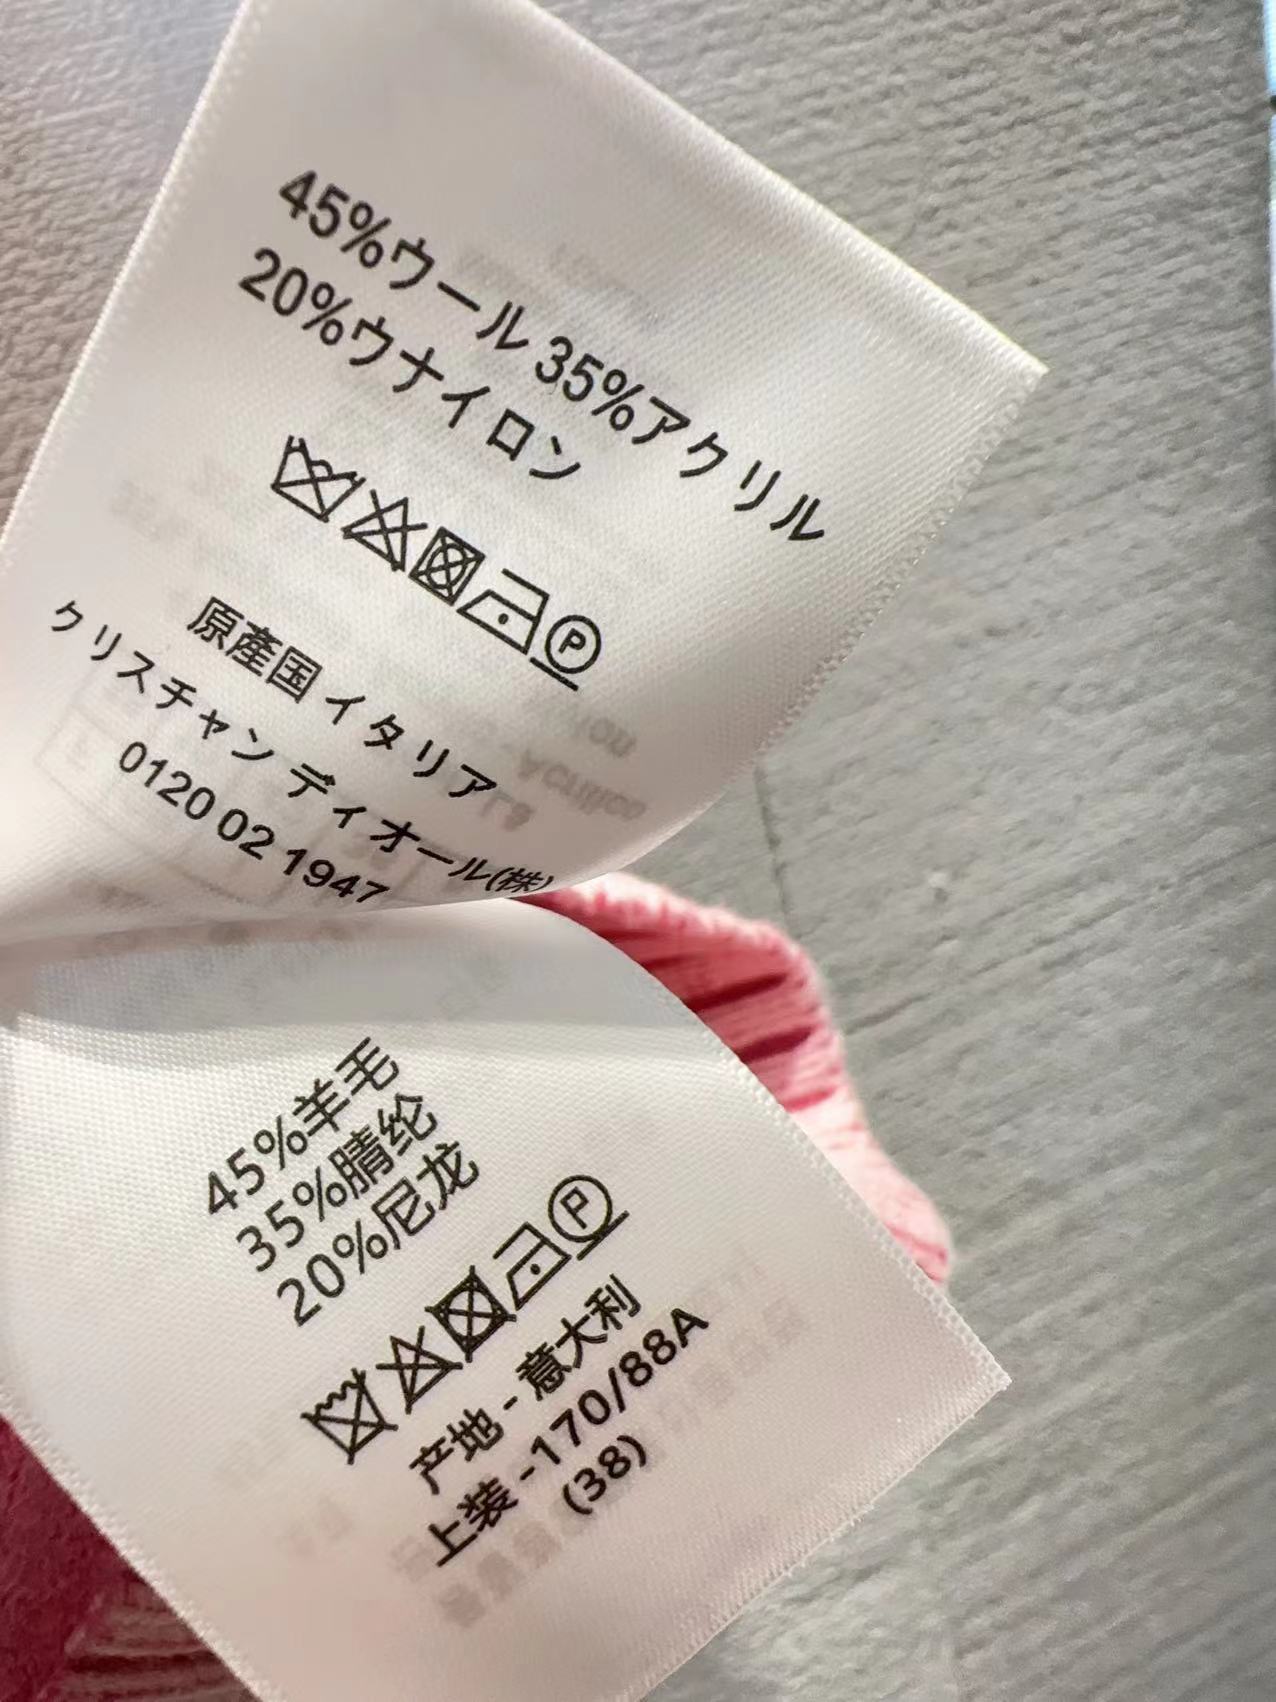 45%ウール 35%アクリル
20%ウナイロン
P
原產国 イタリア
クリスチャン ディオール(株)
0120 02 1947
45%羊毛
35%腈纶
20%尼龙
P
产地 - 意大利
上装 -170/88A
(38)